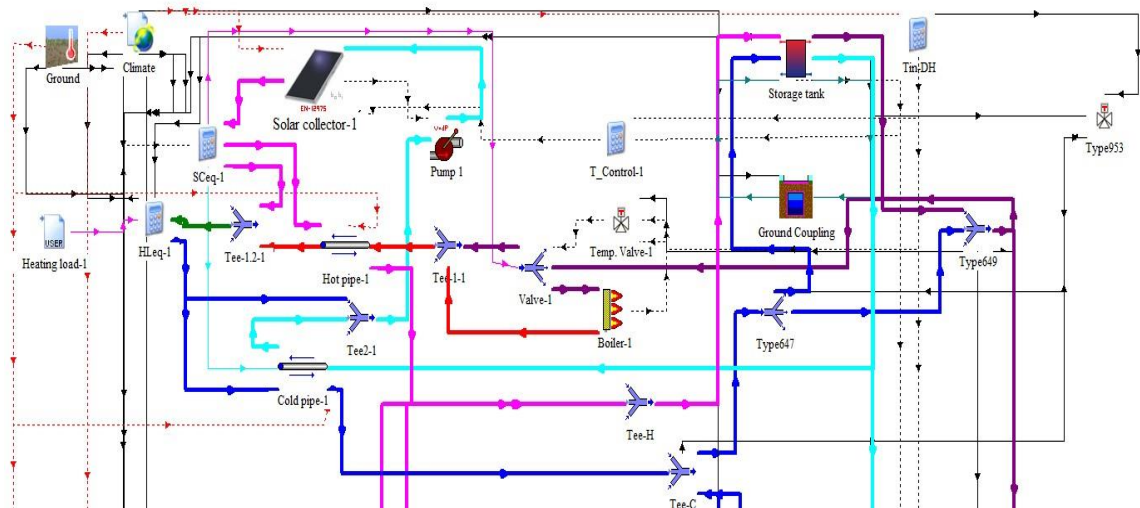 Ground
Climate
EN-12975
Solar collector-1
SCeq-1
Pump 1
T_Control-1
Storage tank
Tin-DH
Type953
USER
Heating load-1
HLeq-1
Tee-1.2-1
Hot pipe-1
Tee-1-1
Valve-1
Temp. Valve-1
Ground Coupling
Type649
Boiler-1
Type647
Tee2-1
Cold pipe-1
Tee-H
Tee-C